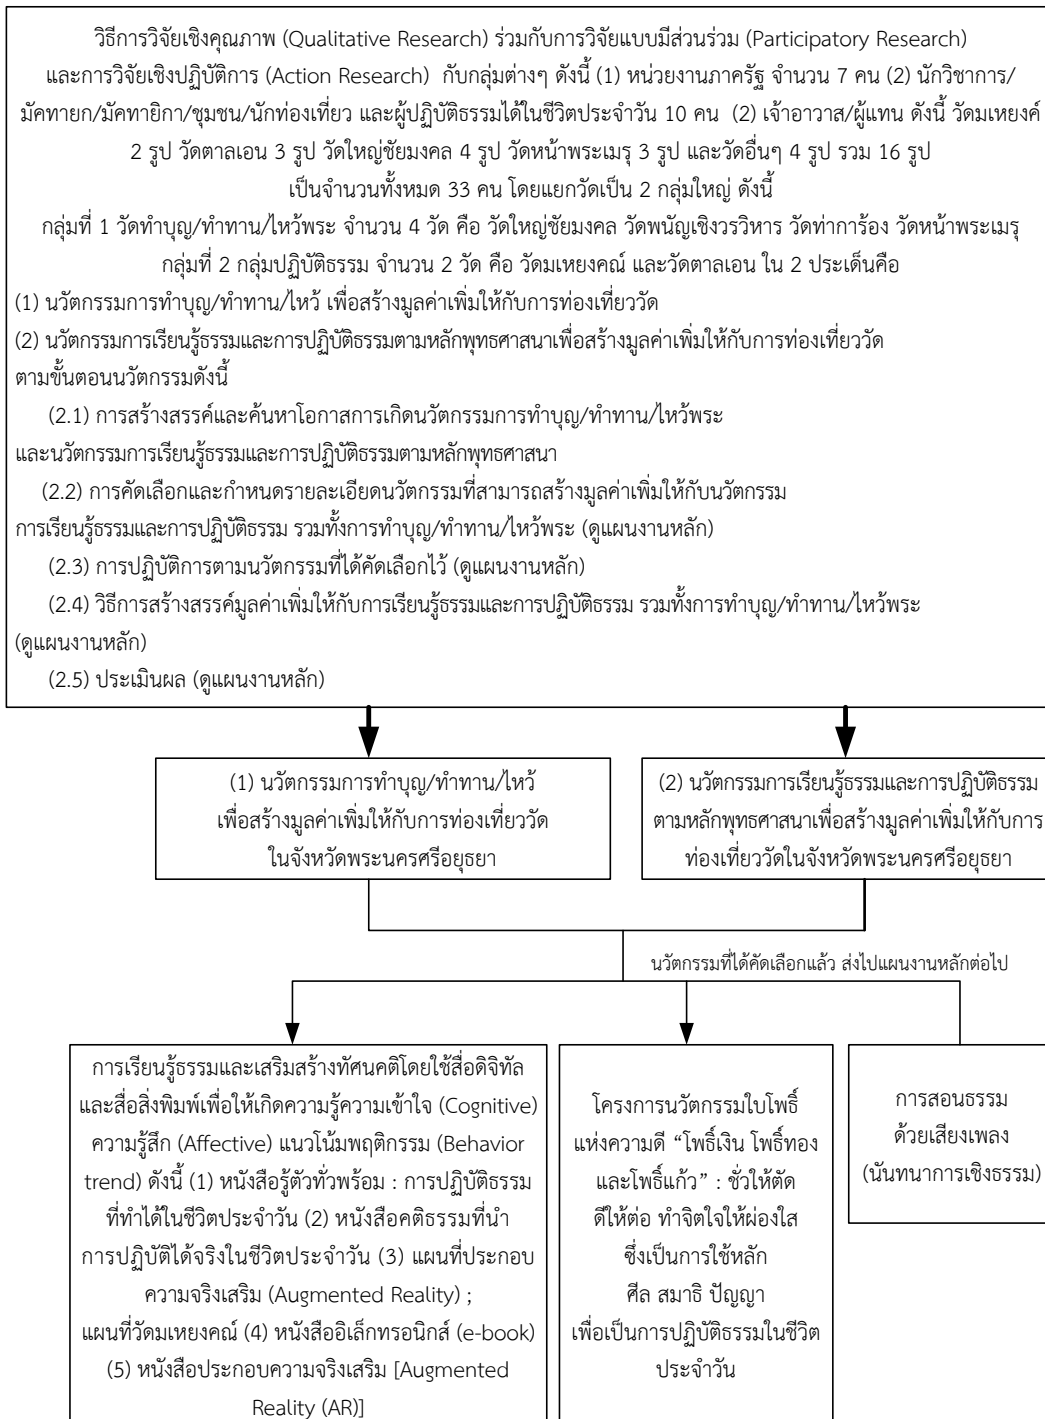 วิธีการวิจัยเชิงคุณภาพ (Qualitative Research) ร่วมกับการวิจัยแบบมีส่วนร่วม (Participatory Research)
และการวิจัยเชิงปฏิบัติการ (Action Research) กับกลุ่มต่างๆ ดังนี้ (1) หน่วยงานภาครัฐ จำนวน 7 คน (2) นักวิชาการ/
มัคทายก/มัคทายิกา/ชุมชน/นักท่องเที่ยว และผู้ปฏิบัติธรรมได้ในชีวิตประจำวัน 10 คน (2) เจ้าอาวาส/ผู้แทน ดังนี้ วัดมเหยงค์
2 รูป วัดตาลเอน 3 รูป วัดใหญ่ชัยมงคล 4 รูป วัดหน้าพระเมรุ 3 รูป และวัดอื่นๆ 4 รูป รวม 16 รูป
เป็นจำนวนทั้งหมด 33 คน โดยแยกวัดเป็น 2 กลุ่มใหญ่ ดังนี้
กลุ่มที่ 1 วัดทำบุญ/ทำทาน/ไหว้พระ จำนวน 4 วัด คือ วัดใหญ่ชัยมงคล วัดพนัญเชิงวรวิหาร วัดท่าการ้อง วัดหน้าพระเมรุ
กลุ่มที่ 2 กลุ่มปฏิบัติธรรม จำนวน 2 วัด คือ วัดมเหยงคณ์ และวัดตาลเอน ใน 2 ประเด็นคือ
(1) นวัตกรรมการทำบุญ/ทำทาน/ไหว้ เพื่อสร้างมูลค่าเพิ่มให้กับการท่องเที่ยววัด
(2) นวัตกรรมการเรียนรู้ธรรมและการปฏิบัติธรรมตามหลักพุทธศาสนาเพื่อสร้างมูลค่าเพิ่มให้กับการท่องเที่ยววัด
ตามขั้นตอนนวัตกรรมดังนี้
(2.1) การสร้างสรรค์และค้นหาโอกาสการเกิดนวัตกรรมการทำบุญ/ทำทาน/ไหว้พระ
และนวัตกรรมการเรียนรู้ธรรมและการปฏิบัติธรรมตามหลักพุทธศาสนา
(2.2) การคัดเลือกและกำหนดรายละเอียดนวัตกรรมที่สามารถสร้างมูลค่าเพิ่มให้กับนวัตกรรม
การเรียนรู้ธรรมและการปฏิบัติธรรม รวมทั้งการทำบุญ/ทำทาน/ไหว้พระ (ดูแผนงานหลัก)
(2.3) การปฏิบัติการตามนวัตกรรมที่ได้คัดเลือกไว้ (ดูแผนงานหลัก)
(2.4) วิธีการสร้างสรรค์มูลค่าเพิ่มให้กับการเรียนรู้ธรรมและการปฏิบัติธรรม รวมทั้งการทำบุญ/ทำทาน/ไหว้พระ
(ดูแผนงานหลัก)
(2.5) ประเมินผล (ดูแผนงานหลัก)
(1) นวัตกรรมการทำบุญ/ทำทาน/ไหว้
เพื่อสร้างมูลค่าเพิ่มให้กับการท่องเที่ยววัด
ในจังหวัดพระนครศรีอยุธยา
(2) นวัตกรรมการเรียนรู้ธรรมและการปฏิบัติธรรม
ตามหลักพุทธศาสนาเพื่อสร้างมูลค่าเพิ่มให้กับการ
ท่องเที่ยววัดในจังหวัดพระนครศรีอยุธยา
นวัตกรรมที่ได้คัดเลือกแล้ว ส่งไปแผนงานหลักต่อไป
การเรียนรู้ธรรมและเสริมสร้างทัศนคติโดยใช้สื่อดิจิทัล
และสื่อสิ่งพิมพ์เพื่อให้เกิดความรู้ความเข้าใจ (Cognitive)
ความรู้สึก (Affective) แนวโน้มพฤติกรรม (Behavior
trend) ดังนี้ (1) หนังสือรู้ตัวทั่วพร้อม : การปฏิบัติธรรม
ที่ทำได้ในชีวิตประจำวัน (2) หนังสือคติธรรมที่นำ
การปฏิบัติได้จริงในชีวิตประจำวัน (3) แผนที่ประกอบ
ความจริงเสริม (Augmented Reality) ;
แผนที่วัดมเหยงคณ์ (4) หนังสืออิเล็กทรอนิกส์ (e-book)
(5) หนังสือประกอบความจริงเสริม [Augmented
Reality (AR)]
โครงการนวัตกรรมใบโพธิ์
แห่งความดี “โพธิ์เงิน โพธิ์ทอง
และโพธิ์แก้ว” : ชั่วให้ตัด
ดีให้ต่อ ทำจิตใจให้ผ่องใส
ซึ่งเป็นการใช้หลัก
ศีล สมาธิ ปัญญา
เพื่อเป็นการปฏิบัติธรรมในชีวิต
ประจำวัน
การสอนธรรม
ด้วยเสียงเพลง
(นันทนาการเชิงธรรม)